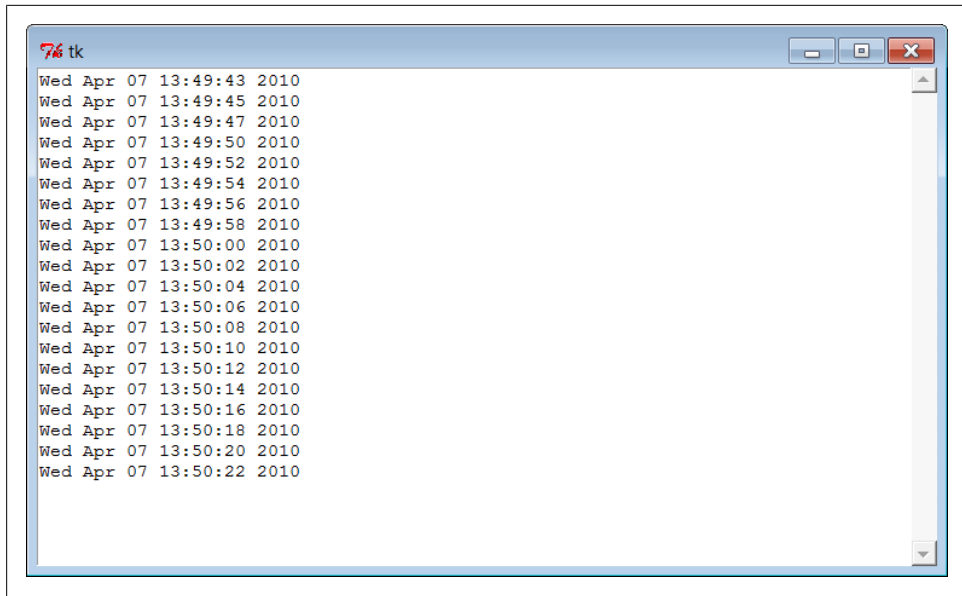 tk
Wed Apr 07 13:49:43 2010
Wed Apr 07 13:49:45 2010
Wed Apr 07 13:49:47 2010
Wed Apr 07 13:49:50 2010
Wed Apr 07 13:49:52 2010
Wed Apr 07 13:49:54 2010
Wed Apr 07 13:49:56 2010
Wed Apr 07 13:49:58 2010
Wed Apr 07 13:50:00 2010
Wed Apr 07 13:50:02 2010
Wed Apr 07 13:50:04 2010
Wed Apr 07 13:50:06 2010
Wed Apr 07 13:50:08 2010
Wed Apr 07 13:50:10 2010
Wed Apr 07 13:50:12 2010
Wed Apr 07 13:50:14 2010
Wed Apr 07 13:50:16 2010
Wed Apr 07 13:50:18 2010
Wed Apr 07 13:50:20 2010
Wed Apr 07 13:50:22 2010